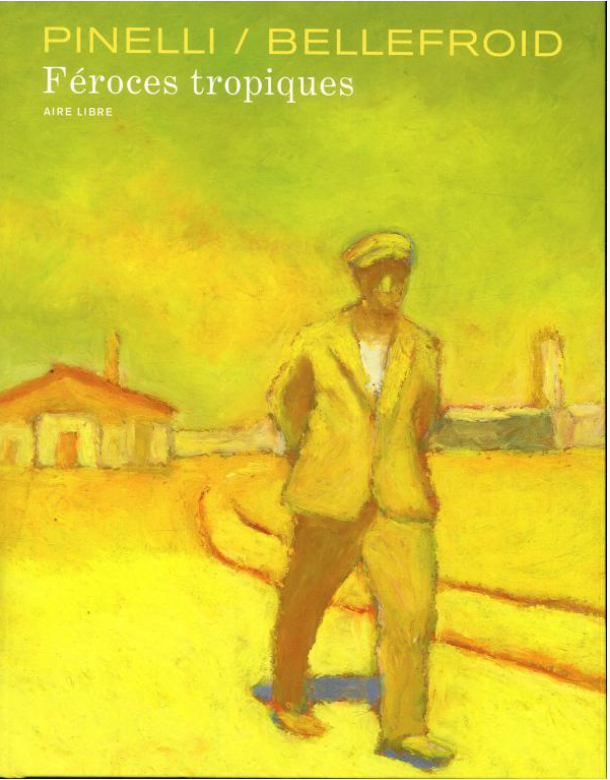 PINELLI / BELLEFROID
Féroces tropiques
AIRE LIBRE